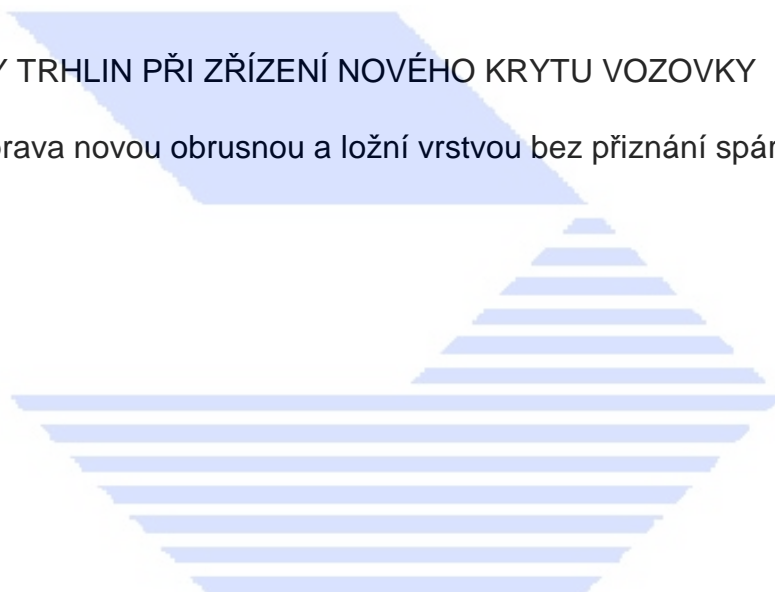 Y TRHLIN PŘI ZŘÍZENÍ NOVÉHO KRYTU VOZOVKY
prava novou obrusnou a ložní vrstvou bez přiznání spár